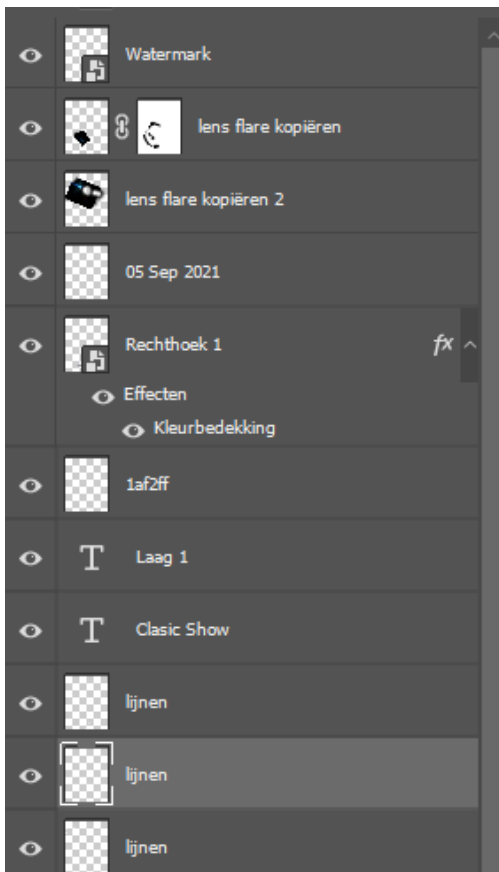 Watermark
lens flare kopiëren
lens flare kopiëren 2
05 Sep 2021
Rechthoek 1 fx
Effecten
Kleurbedekking
1af2ff
T Laag 1
T Clasic Show
lijnen
lijnen
lijnen